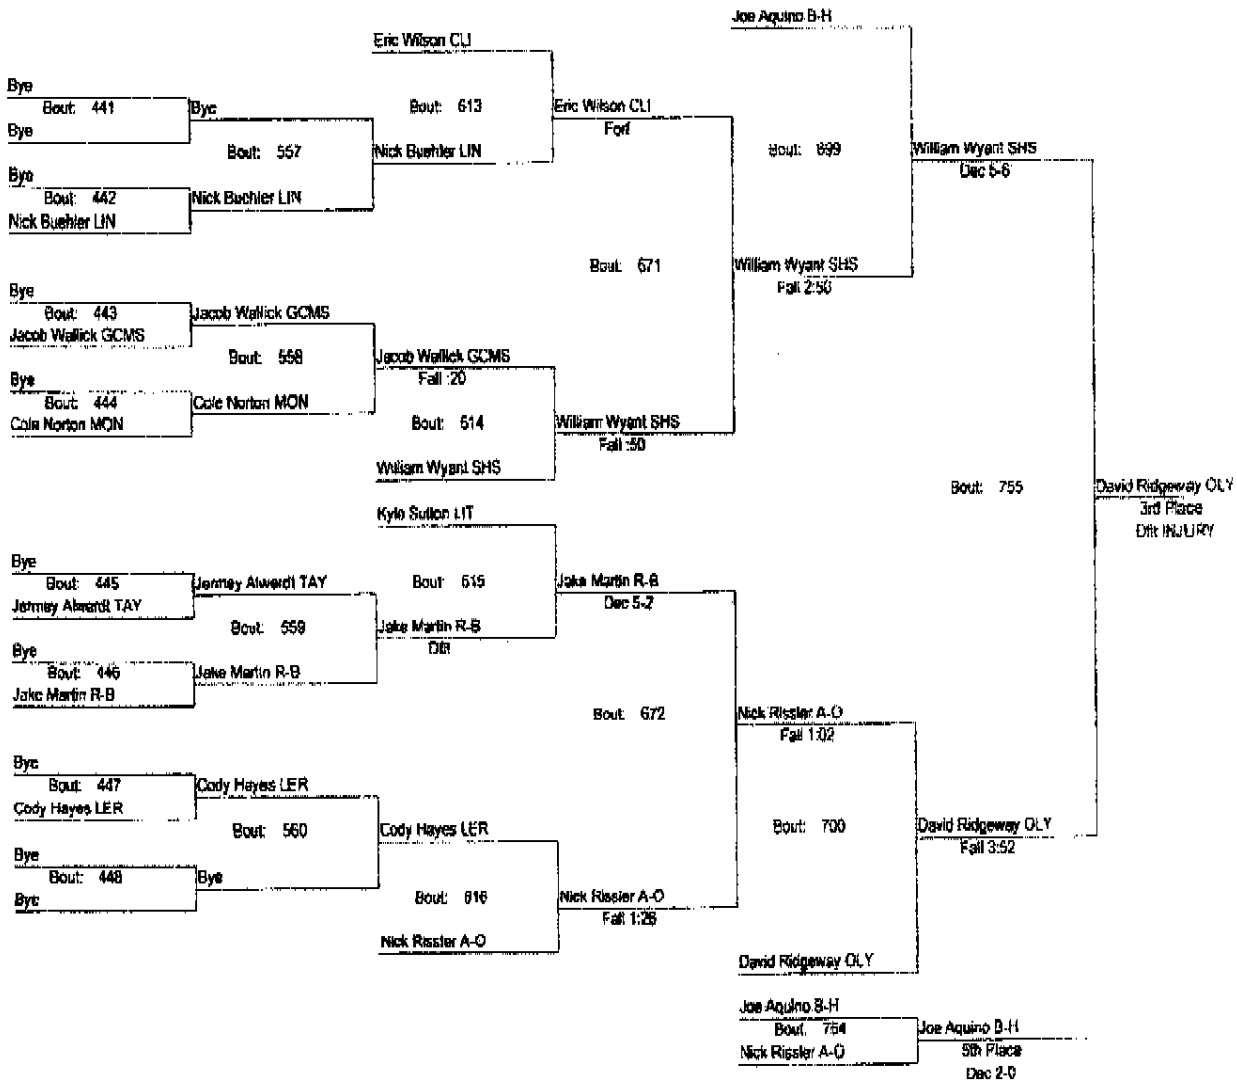 Joe Aquino B-H
Eric Wilson CLI
Bye
Bout: 441
Bye
Bout: 613
Eric Wilson CLI
Forf
Bye
Bout: 557
Nick Buehler LIN
Bout: 699
William Wyant SHS
Dec 5-6
Bye
Bout: 442
Nick Buehler LIN
Nick Buehler LIN
Bout: 671
William Wyant SHS
Fall 2:50
Bye
Bout: 443
Jacob Wallick GCMS
Jacob Wallick GCMS
Bout: 558
Jacob Wallick GCMS
Fall :20
Bye
Bout: 444
Cole Norton MON
Cole Norton MON
Bout: 614
William Wyant SHS
Fall :50
William Wyant SHS
Bout: 755
David Ridgeway OLY
3rd Place
Dflt INJURY
Kyle Sutton LIT
Bye
Bout: 445
Jermey Alwerdt TAY
Jermey Alwerdt TAY
Bout: 615
Jake Martin R-B
Dec 5-2
Bout: 559
Jake Martin R-B
Dflt
Bye
Bout: 446
Jake Martin R-B
Jake Martin R-B
Bout: 672
Nick Rissler A-O
Fall 1:02
Bye
Bout: 447
Cody Hayes LER
Cody Hayes LER
Bout: 560
Cody Hayes LER
Bout: 700
David Ridgeway OLY
Fall 3:52
Bye
Bout: 448
Bye
Bye
Bout: 616
Nick Rissler A-O
Fall 1:26
Nick Rissler A-O
David Ridgeway OLY
Joe Aquino B-H
Bout: 754
Nick Rissler A-O
Joe Aquino B-H
5th Place
Dec 2-0